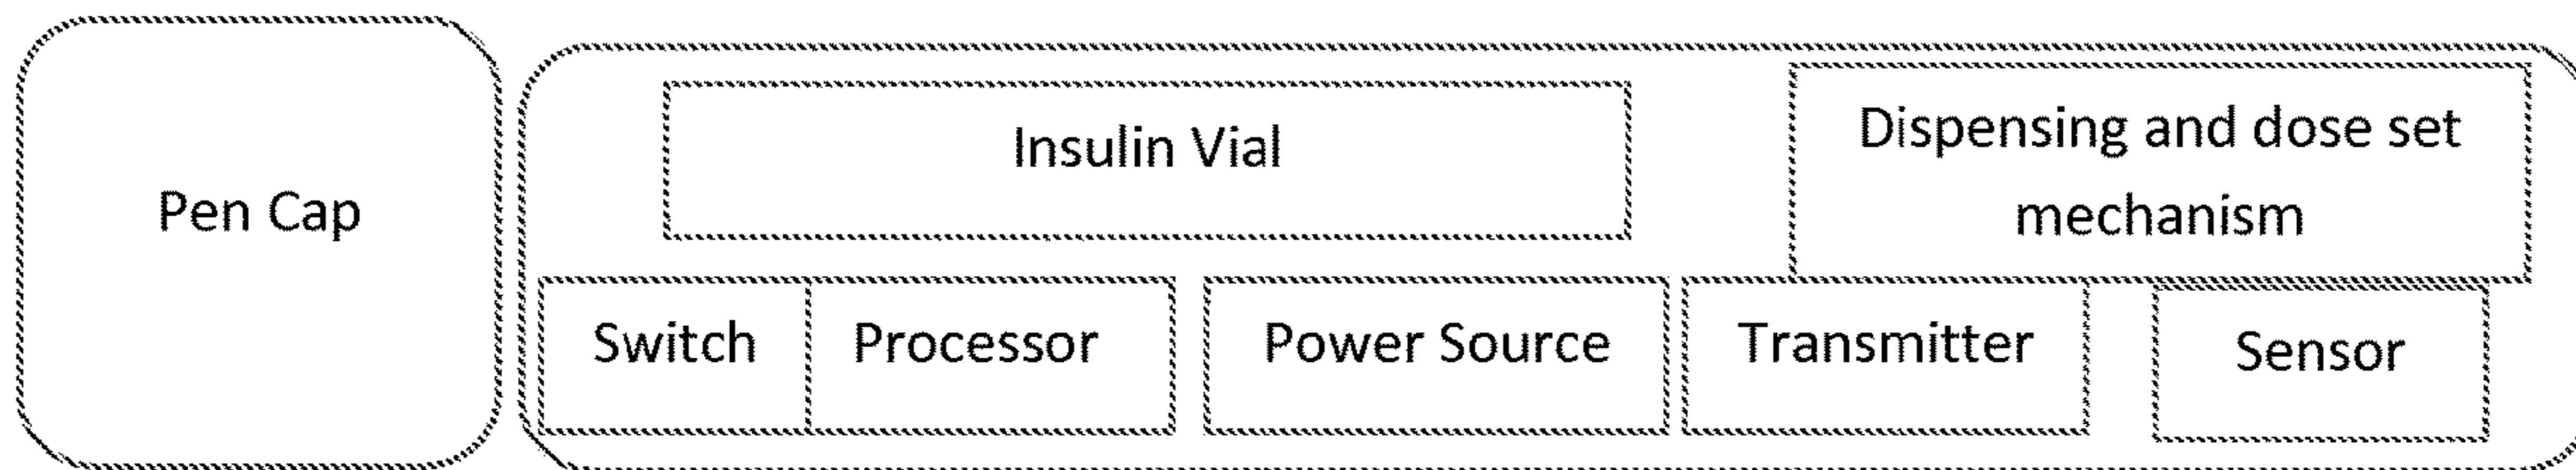 Pen Cap
Insulin Vial
Dispensing and dose set
mechanism
Switch
Processor
Power Source
Transmitter
Sensor